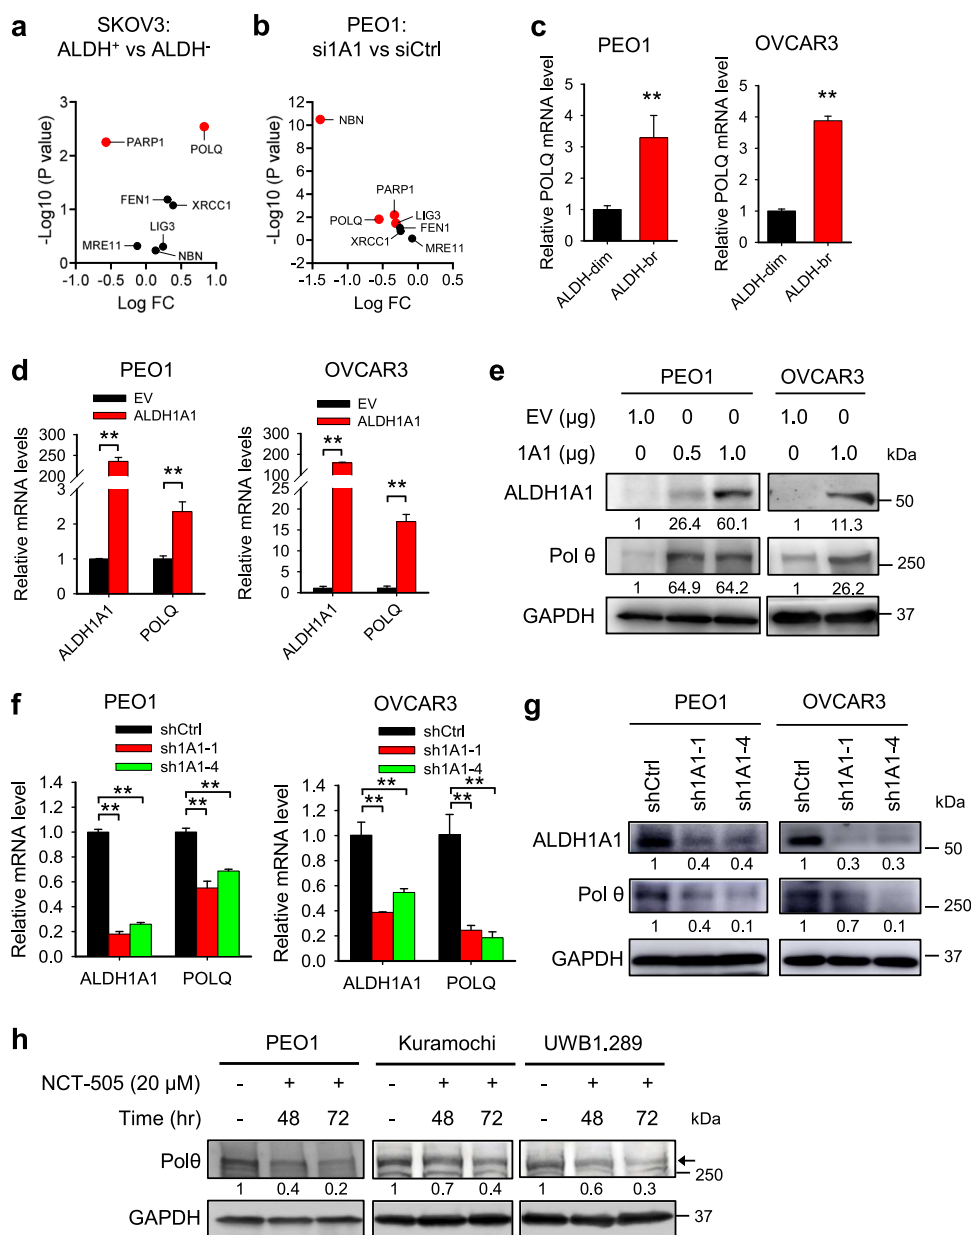 a
SKOV3:
ALDH+ vs ALDH-
-Log10 (P value)
3
2
1
0
PARP1
POLQ
FEN1
XRCC1
LIG3
MRE11
NBN
-1.0 -0.5 0.0 0.5 1.0
Log FC
b
PEO1:
si1A1 vs siCtrl
-Log10 (P value)
12
10
8
6
4
2
0
-2
NBN
PARP1
POLQ
LIG3
FEN1
XRCC1
MRE11
-1.5 -1.0 -0.5 0.0 0.5
Log FC
c
PEO1
Relative POLQ mRNA level
5
4
3
2
1
0
**
ALDH-dim
ALDH-br
OVCAR3
Relative POLQ mRNA level
5
4
3
2
1
0
**
ALDH-dim
ALDH-br
d
PEO1
EV
ALDH1A1
Relative mRNA levels
300
250
200
150
100
3
2
1
0
**
**
ALDH1A1
POLQ
OVCAR3
EV
ALDH1A1
Relative mRNA levels
300
200
100
25
20
15
10
5
0
**
**
ALDH1A1
POLQ
e
PEO1 OVCAR3
EV (µg) 1.0 0 0 1.0 0
1A1 (µg) 0 0.5 1.0 0 1.0 kDa
ALDH1A1 50
1 26.4 60.1 1 11.3
Pol θ 250
1 64.9 64.2 1 26.2
GAPDH 37
f
PEO1
shCtrl
sh1A1-1
sh1A1-4
Relative mRNA level
1.4
1.2
1.0
0.8
0.6
0.4
0.2
0.0
**
**
**
**
ALDH1A1 POLQ
OVCAR3
shCtrl
sh1A1-1
sh1A1-4
Relative mRNA level
1.4
1.2
1.0
0.8
0.6
0.4
0.2
0.0
**
**
**
**
ALDH1A1 POLQ
g
PEO1 OVCAR3
shCtrl sh1A1-1 sh1A1-4 shCtrl sh1A1-1 sh1A1-4
kDa
ALDH1A1 50
1 0.4 0.4 1 0.3 0.3
Pol θ 250
1 0.4 0.1 1 0.7 0.1
GAPDH 37
h
PEO1 Kuramochi UWB1.289
NCT-505 (20 µM) - + + - + + - + +
Time (hr) - 48 72 - 48 72 - 48 72 kDa
Polθ 250
1 0.4 0.2 1 0.7 0.4 1 0.6 0.3
GAPDH 37